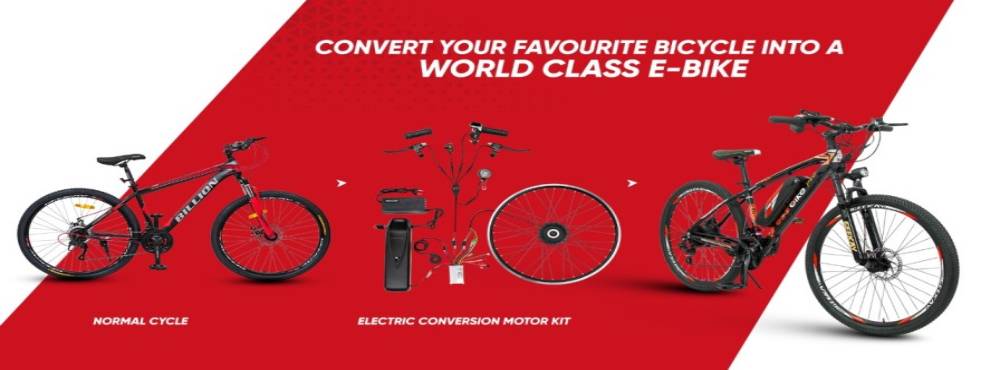 CONVERT YOUR FAVOURITE BICYCLE INTO A
WORLD CLASS E-BIKE
BILLION
NORMAL CYCLE
ELECTRIC CONVERSION MOTOR KIT